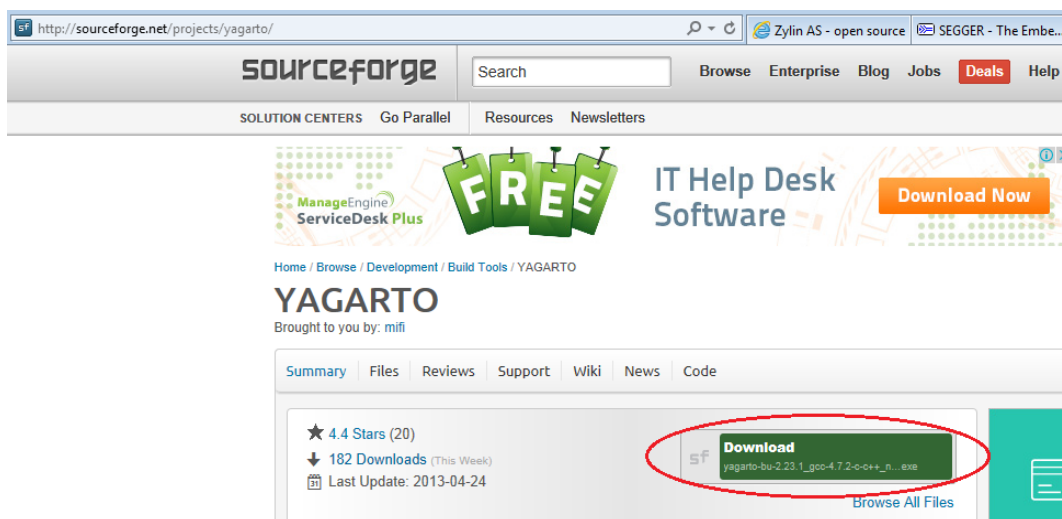 http://sourceforge.net/projects/yagarto/
Zylin AS - open source
SEGGER - The Embe...
sourceforge
Search
Browse Enterprise Blog Jobs Deals Help
SOLUTION CENTERS Go Parallel Resources Newsletters
ManageEngine
ServiceDesk Plus
FREE
IT Help Desk
Software
Download Now
Home / Browse / Development / Build Tools / YAGARTO
YAGARTO
Brought to you by: mifi
Summary Files Reviews Support Wiki News Code
4.4 Stars (20)
182 Downloads (This Week)
Last Update: 2013-04-24
sf
Download
yagarto-bu-2.23.1_gcc-4.7.2-c-c++_n...exe
Browse All Files